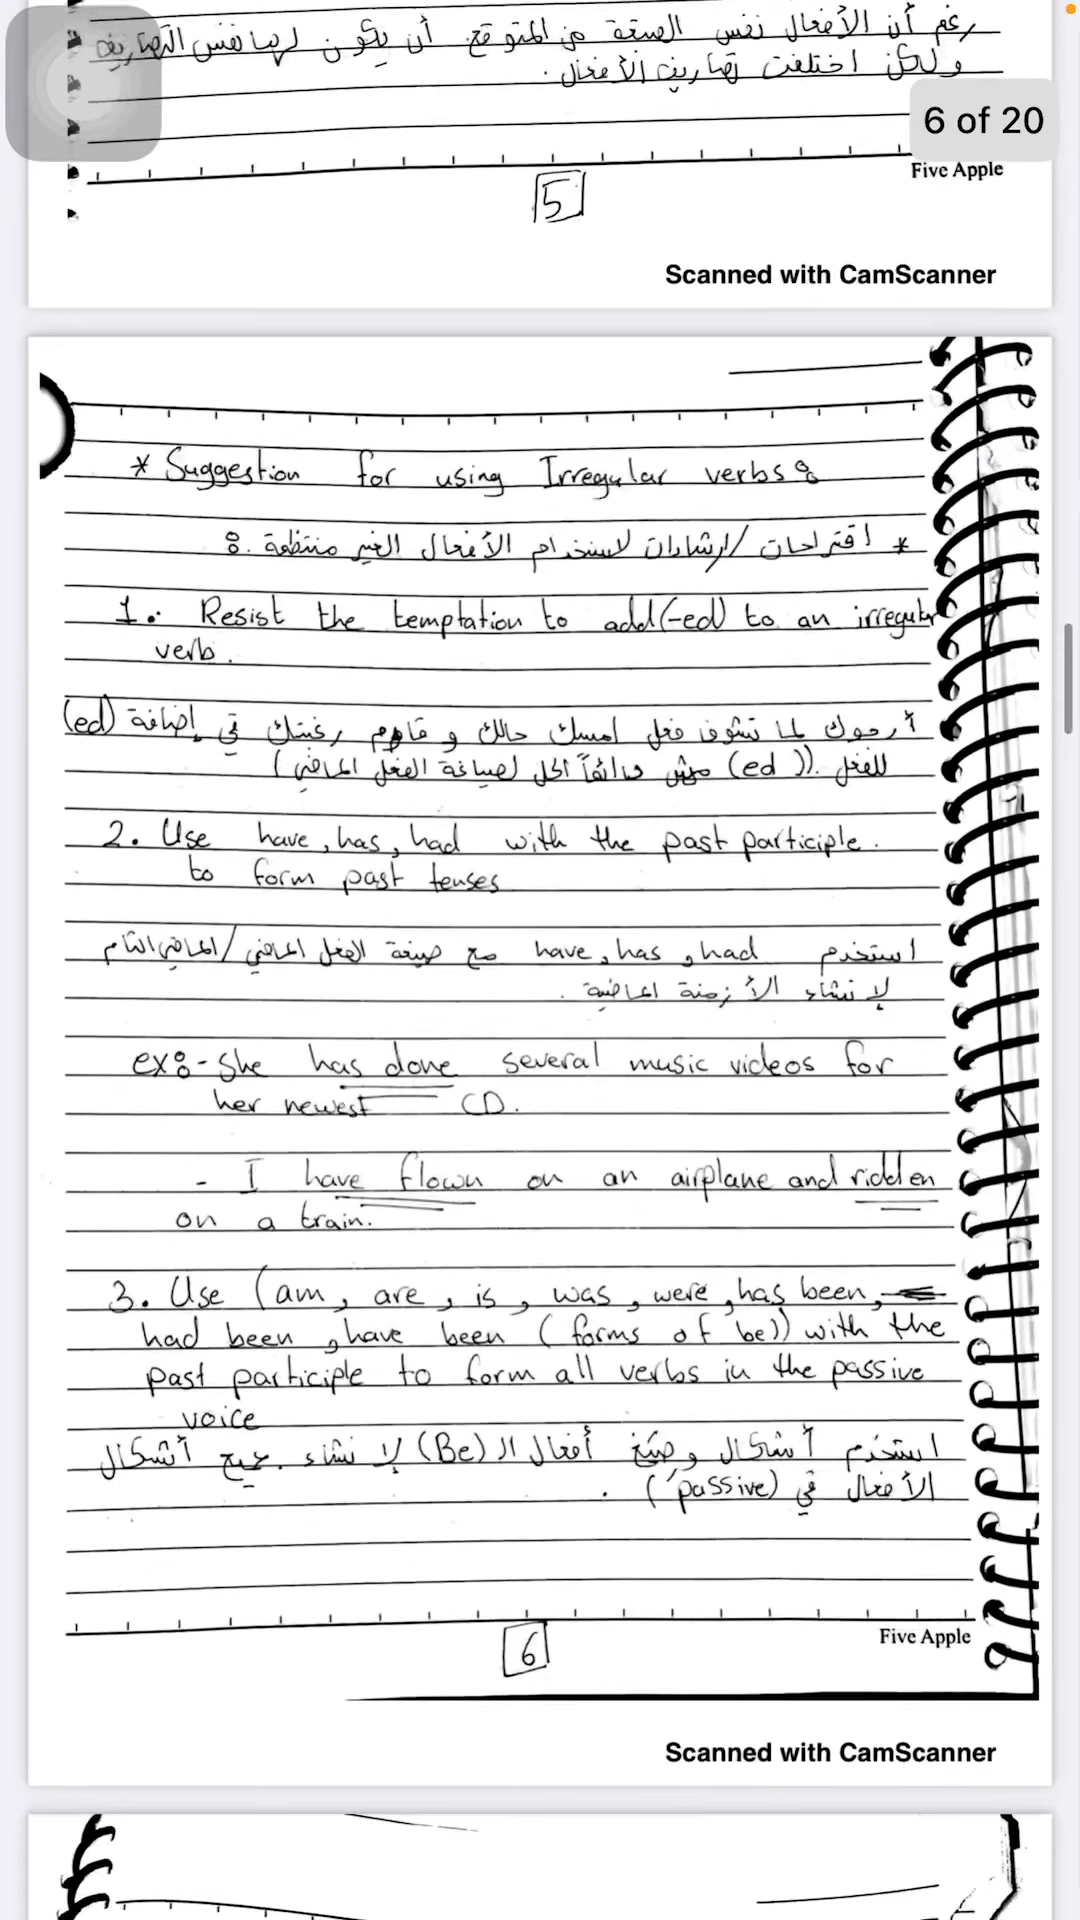 رغم أن الأفعال نفس الصيغة من المتوقع أن يكون لها نفس التصاريف
ولكن اختلفت تصاريف الأفعال.
6 of 20
Five Apple
5
Scanned with CamScanner
* Suggestion for using Irregular verbs:
* اقتراحات / إرشادات لاستخدام الأفعال الغير منتظمة :
1. Resist the temptation to add (-ed) to an irregular
verb.
أرجوك لما تشوف فعل امسك حالك و قاوم رغبتك في إضافة (ed)
للفعل. (( ed) مش دائماً الحل لصياغة الفعل الماضي)
2. Use have, has, had with the past participle.
to form past tenses
استخدم have, has, had مع صيغة الفعل الماضي / الماضي التام
لإنشاء الأزمنة الماضية.
ex:- She has done several music videos for
her newest CD.
- I have flown on an airplane and ridden
on a train.
3. Use (am, are, is, was, were, has been,
had been, have been (forms of be)) with the
past participle to form all verbs in the passive
voice
استخدم أشكال وصيغ أفعال الـ (Be) لإنشاء جميع أشكال
الأفعال في (passive).
6
Five Apple
Scanned with CamScanner